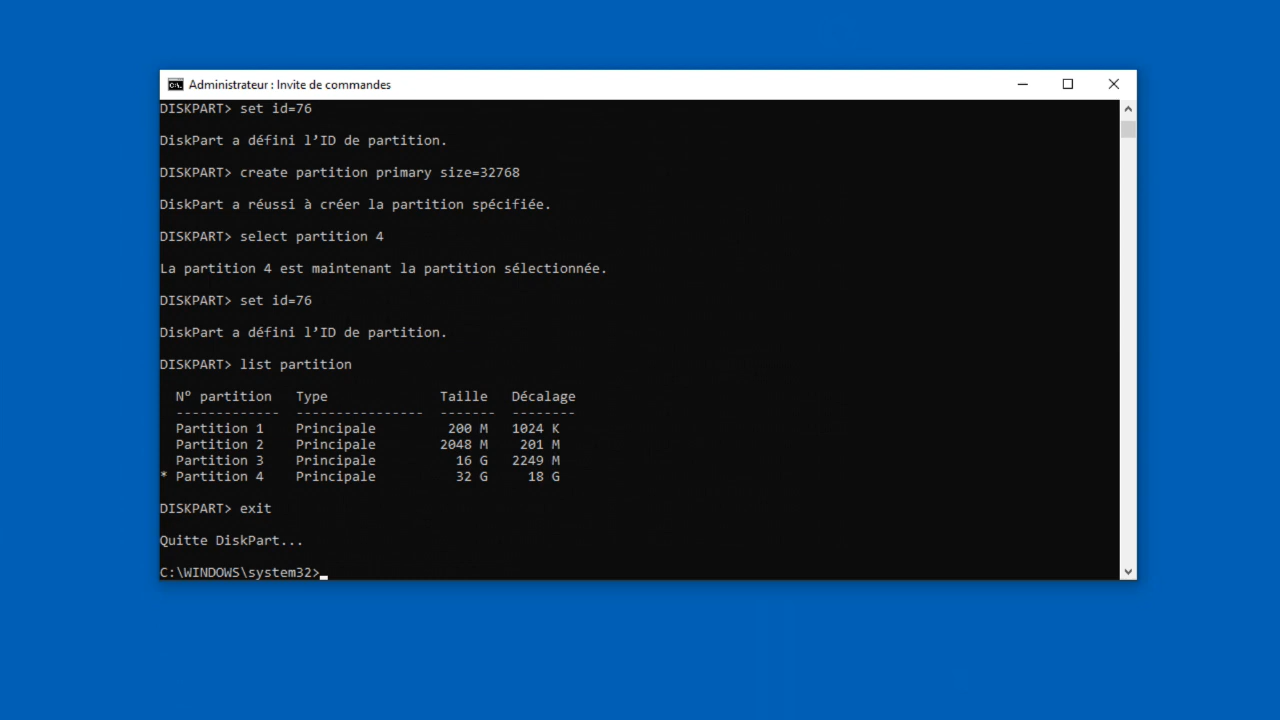 Administrateur : Invite de commandes
DISKPART> set id=76
DiskPart a défini l’ID de partition.
DISKPART> create partition primary size=32768
DiskPart a réussi à créer la partition spécifiée.
DISKPART> select partition 4
La partition 4 est maintenant la partition sélectionnée.
DISKPART> set id=76
DiskPart a défini l’ID de partition.
DISKPART> list partition
N° partition   Type              Taille   Décalage
-------------  ----------------  -------  --------
Partition 1    Principale         200 M   1024 K
Partition 2    Principale        2048 M    201 M
Partition 3    Principale          16 G   2249 M
* Partition 4    Principale          32 G     18 G
DISKPART> exit
Quitte DiskPart...
C:\WINDOWS\system32>